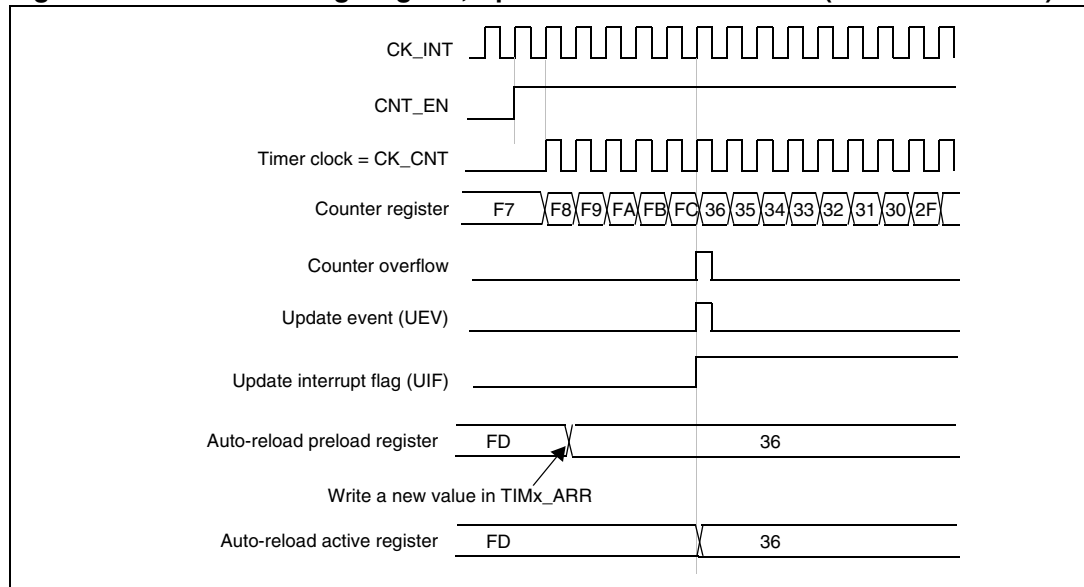 CK_INT
CNT_EN
Timer clock = CK_CNT
Counter register F7 F8 F9 FA FB FC 36 35 34 33 32 31 30 2F
Counter overflow
Update event (UEV)
Update interrupt flag (UIF)
Auto-reload preload register FD 36
Write a new value in TIMx_ARR
Auto-reload active register FD 36